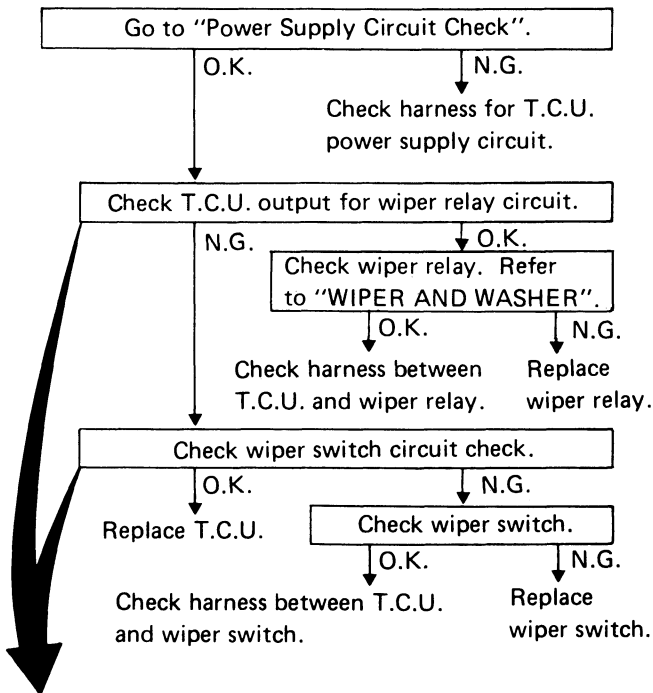 Go to "Power Supply Circuit Check".
O.K.
N.G.
Check harness for T.C.U.
power supply circuit.
Check T.C.U. output for wiper relay circuit.
N.G.
O.K.
Check wiper relay. Refer
to "WIPER AND WASHER".
O.K.
N.G.
Check harness between
T.C.U. and wiper relay.
Replace
wiper relay.
Check wiper switch circuit check.
O.K.
N.G.
Replace T.C.U.
Check wiper switch.
O.K.
N.G.
Check harness between T.C.U.
and wiper switch.
Replace
wiper switch.